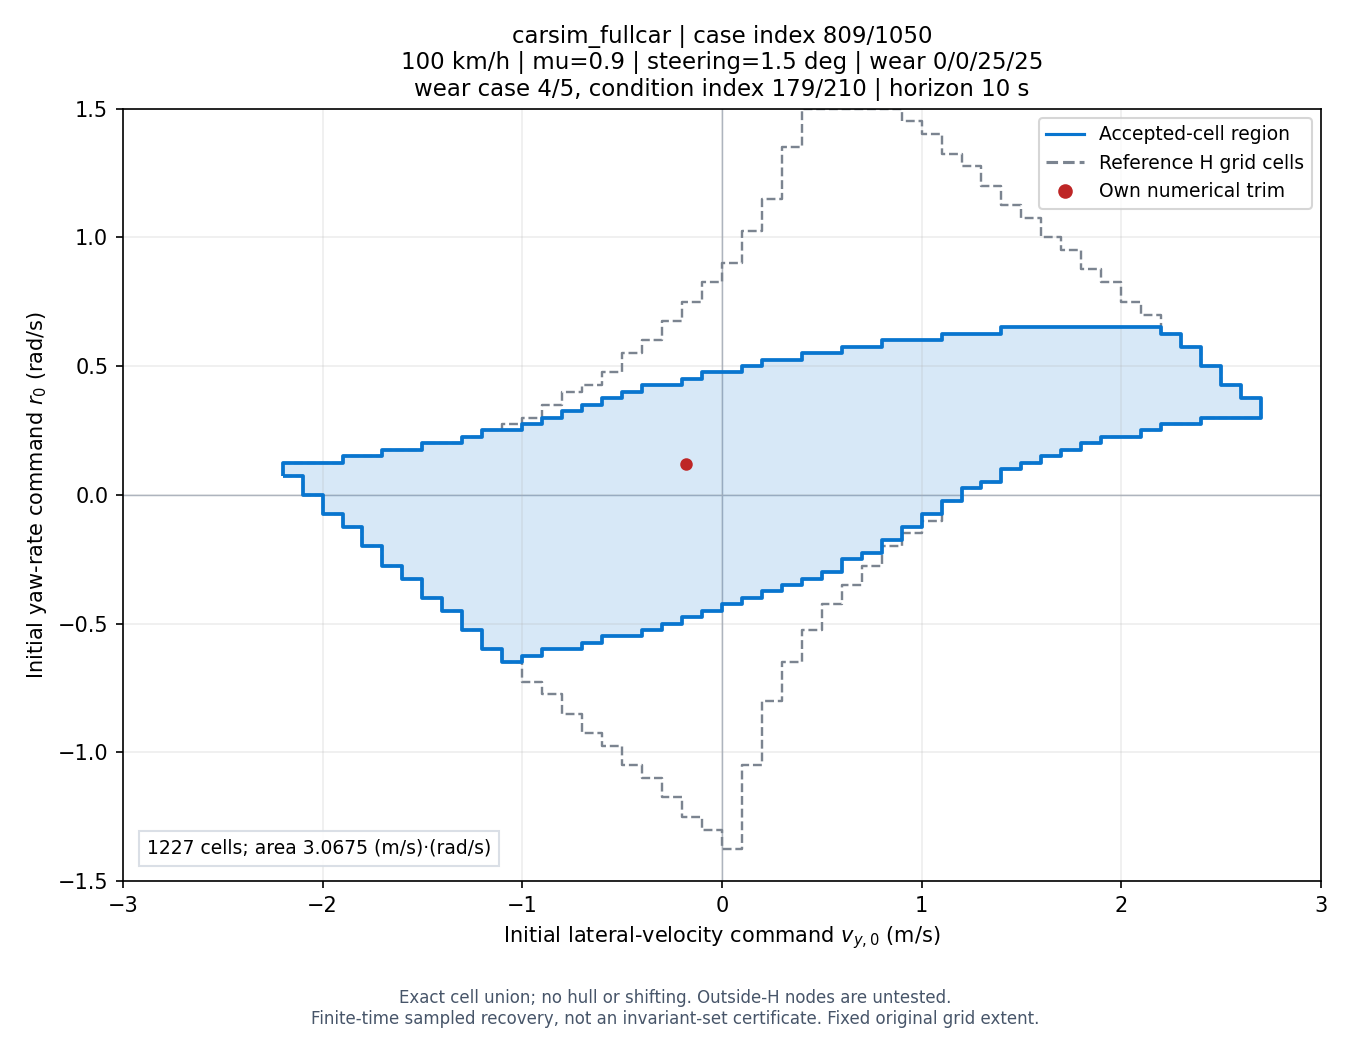 carsim_fullcar | case index 809/1050
100 km/h | mu=0.9 | steering=1.5 deg | wear 0/0/25/25
wear case 4/5, condition index 179/210 | horizon 10 s
Accepted-cell region
Reference H grid cells
Own numerical trim
1.5
1.0
0.5
0.0
−0.5
−1.0
−1.5
Initial yaw-rate command r₀ (rad/s)
1227 cells; area 3.0675 (m/s)·(rad/s)
−3 −2 −1 0 1 2 3
Initial lateral-velocity command v_{y,0} (m/s)
Exact cell union; no hull or shifting. Outside-H nodes are untested.
Finite-time sampled recovery, not an invariant-set certificate. Fixed original grid extent.